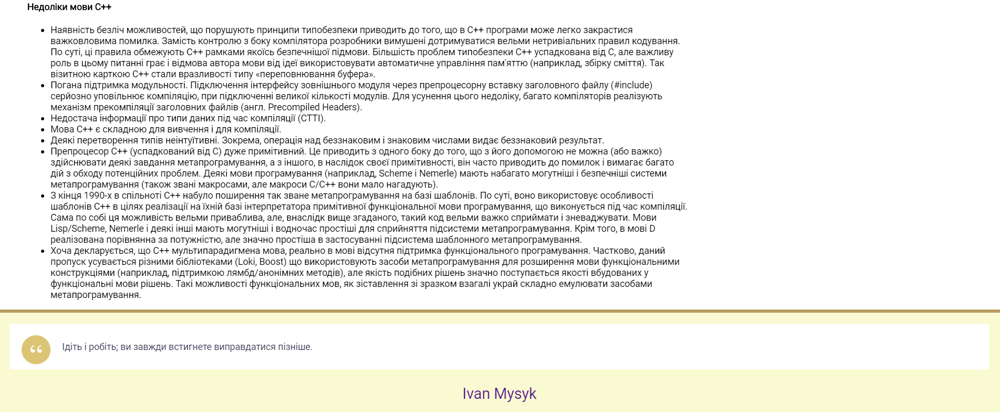 Недоліки мови C++
Наявність безліч можливостей, що порушують принципи типобезпеки приводить до того, що в C++ програми може легко закрастися
важковловима помилка. Замість контролю з боку компілятора розробники вимушені дотримуватися вельми нетривіальних правил кодування.
По суті, ці правила обмежують C++ рамками якоїсь безпечнішої підмови. Більшість проблем типобезпеки C++ успадкована від C, але важливу
роль в цьому питанні грає і відмова автора мови від ідеї використовувати автоматичне управління пам'яттю (наприклад, збірку сміття). Так
візитною карткою C++ стали вразливості типу «переповнювання буфера».
Погана підтримка модульності. Підключення інтерфейсу зовнішнього модуля через препроцесорну вставку заголовного файлу (#include)
серйозно уповільнює компіляцію, при підключенні великої кількості модулів. Для усунення цього недоліку, багато компіляторів реалізують
механізм прекомпіляції заголовних файлів (англ. Precompiled Headers).
Недостача інформації про типи даних під час компіляції (CTTI).
Мова C++ є складною для вивчення і для компіляції.
Деякі перетворення типів неінтуїтивні. Зокрема, операція над беззнаковим і знаковим числами видає беззнаковий результат.
Препроцесор C++ (успадкований від C) дуже примітивний. Це приводить з одного боку до того, що з його допомогою не можна (або важко)
здійснювати деякі завдання метапрограмування, а з іншого, в наслідок своєї примітивності, він часто приводить до помилок і вимагає багато
дій з обходу потенційних проблем. Деякі мови програмування (наприклад, Scheme і Nemerle) мають набагато могутніші і безпечніші системи
метапрограмування (також звані макросами, але макроси C/C++ вони мало нагадують).
З кінця 1990-х в спільноті C++ набуло поширення так зване метапрограмування на базі шаблонів. По суті, воно використовує особливості
шаблонів C++ в цілях реалізації на їхній базі інтерпретатора примітивної функціональної мови програмування, що виконується під час компіляції.
Сама по собі ця можливість вельми приваблива, але, внаслідк вище згаданого, такий код вельми важко сприймати і зневаджувати. Мови
Lisp/Scheme, Nemerle і деякі інші мають могутніші і водночас простіші для сприйняття підсистеми метапрограмування. Крім того, в мові D
реалізована порівнянна за потужністю, але значно простіша в застосуванні підсистема шаблонного метапрограмування.
Хоча декларується, що C++ мультипарадигмена мова, реально в мові відсутня підтримка функціонального програмування. Частково, даний
пропуск усувається різними бібліотеками (Loki, Boost) що використовують засоби метапрограмування для розширення мови функціональними
конструкціями (наприклад, підтримкою лямбд/анонімних методів), але якість подібних рішень значно поступається якості вбудованих у
функціональні мови рішень. Такі можливості функціональних мов, як зіставлення зі зразком взагалі украй складно емулювати засобами
метапрограмування.
Ідіть і робіть; ви завжди встигнете виправдатися пізніше.
Ivan Mysyk